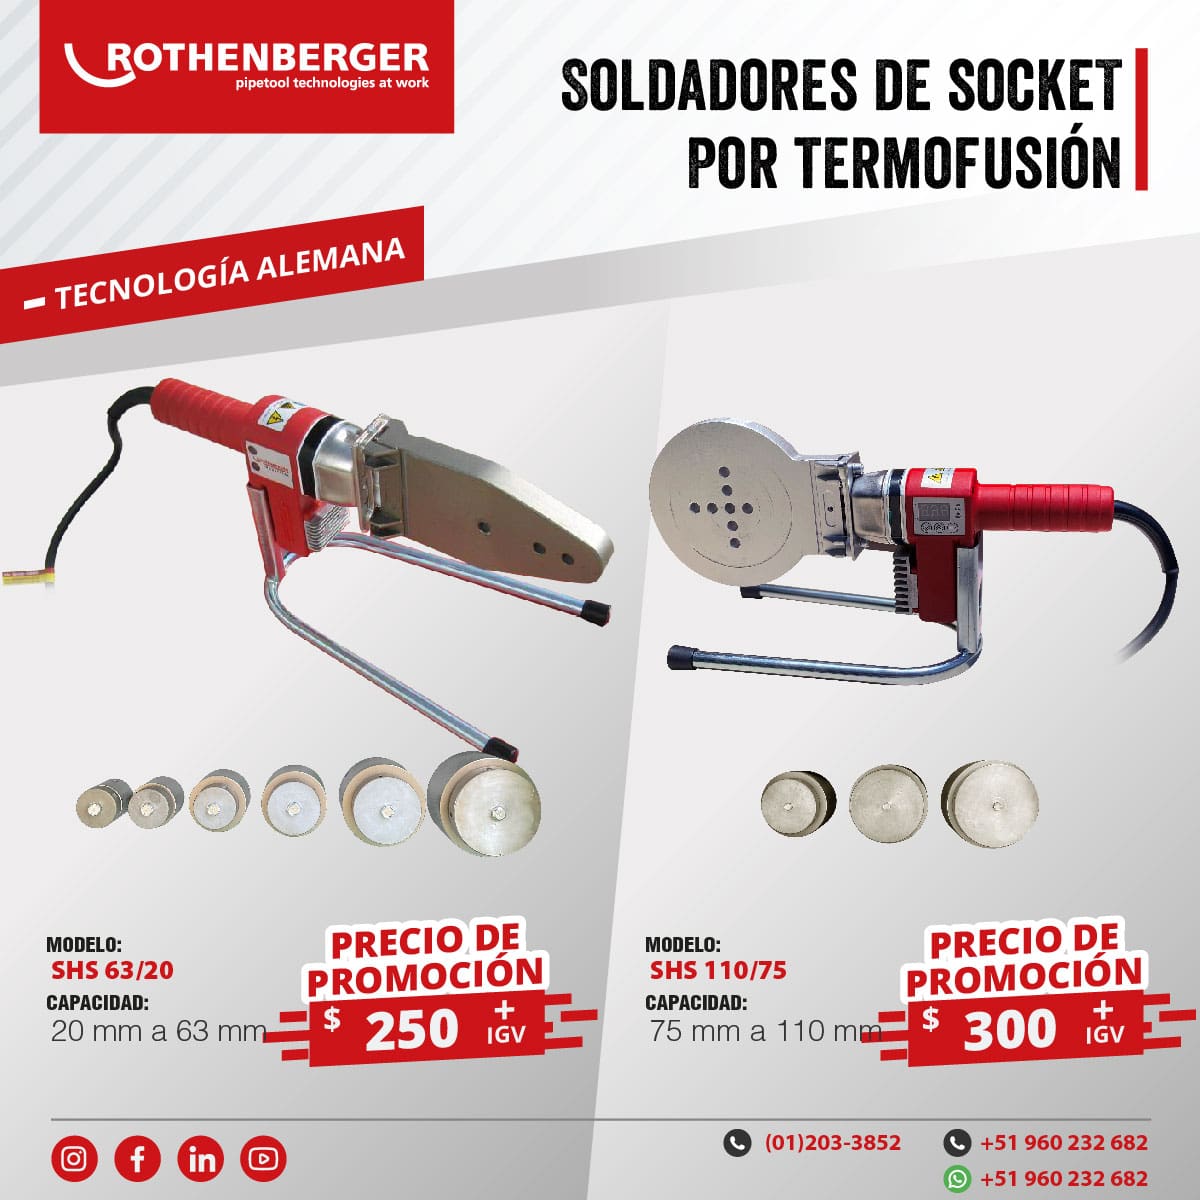 ROTHENBERGER
pipetool technologies at work
SOLDADORES DE SOCKET
POR TERMOFUSIÓN
TECNOLOGÍA ALEMANA
MODELO:
SHS 63/20
CAPACIDAD:
20 mm a 63 mm
PRECIO DE
PROMOCIÓN
$ 250 + IGV
MODELO:
SHS 110/75
CAPACIDAD:
75 mm a 110 mm
PRECIO DE
PROMOCIÓN
$ 300 + IGV
(01)203-3852
+51 960 232 682
+51 960 232 682